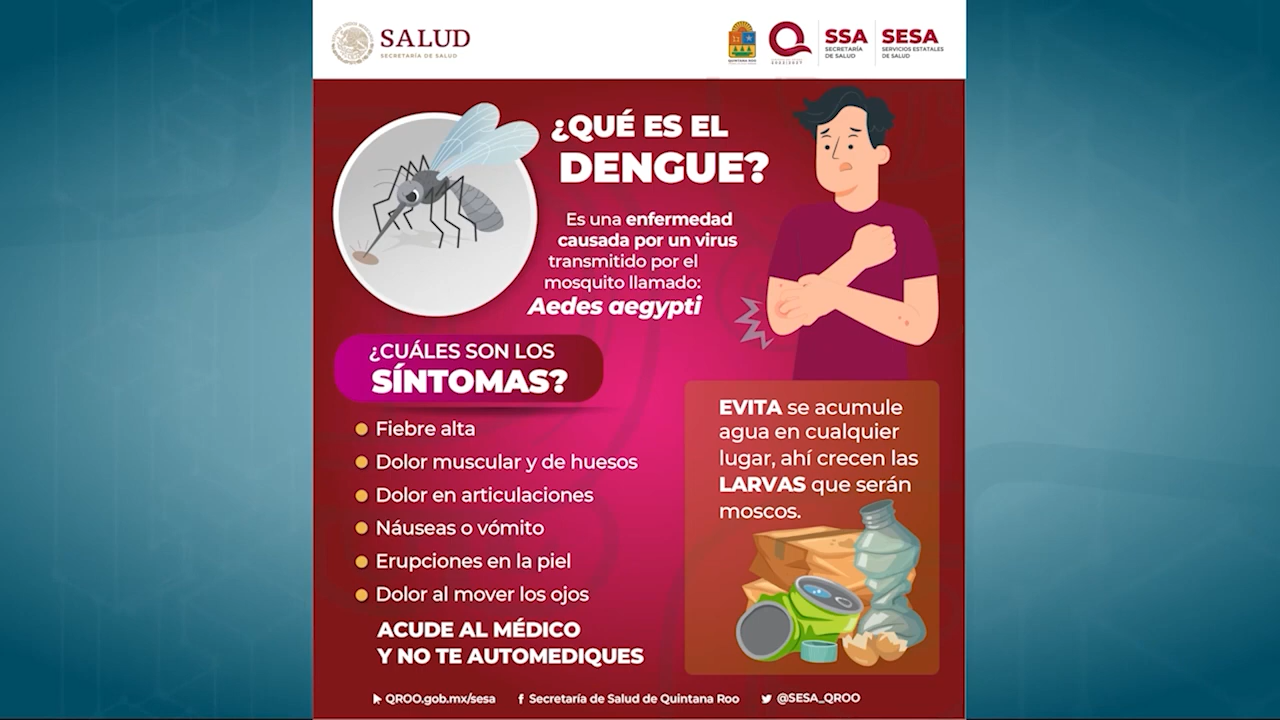 SALUD
SECRETARÍA DE SALUD
QUINTANA ROO
SSA
SECRETARÍA
DE SALUD
SESA
SERVICIOS ESTATALES
DE SALUD
¿QUÉ ES EL
DENGUE?
Es una enfermedad
causada por un virus
transmitido por el
mosquito llamado:
Aedes aegypti
¿CUÁLES SON LOS
SÍNTOMAS?
Fiebre alta
Dolor muscular y de huesos
Dolor en articulaciones
Náuseas o vómito
Erupciones en la piel
Dolor al mover los ojos
ACUDE AL MÉDICO
Y NO TE AUTOMEDIQUES
EVITA se acumule
agua en cualquier
lugar, ahí crecen las
LARVAS que serán
moscos.
QROO.gob.mx/sesa
Secretaría de Salud de Quintana Roo
@SESA_QROO